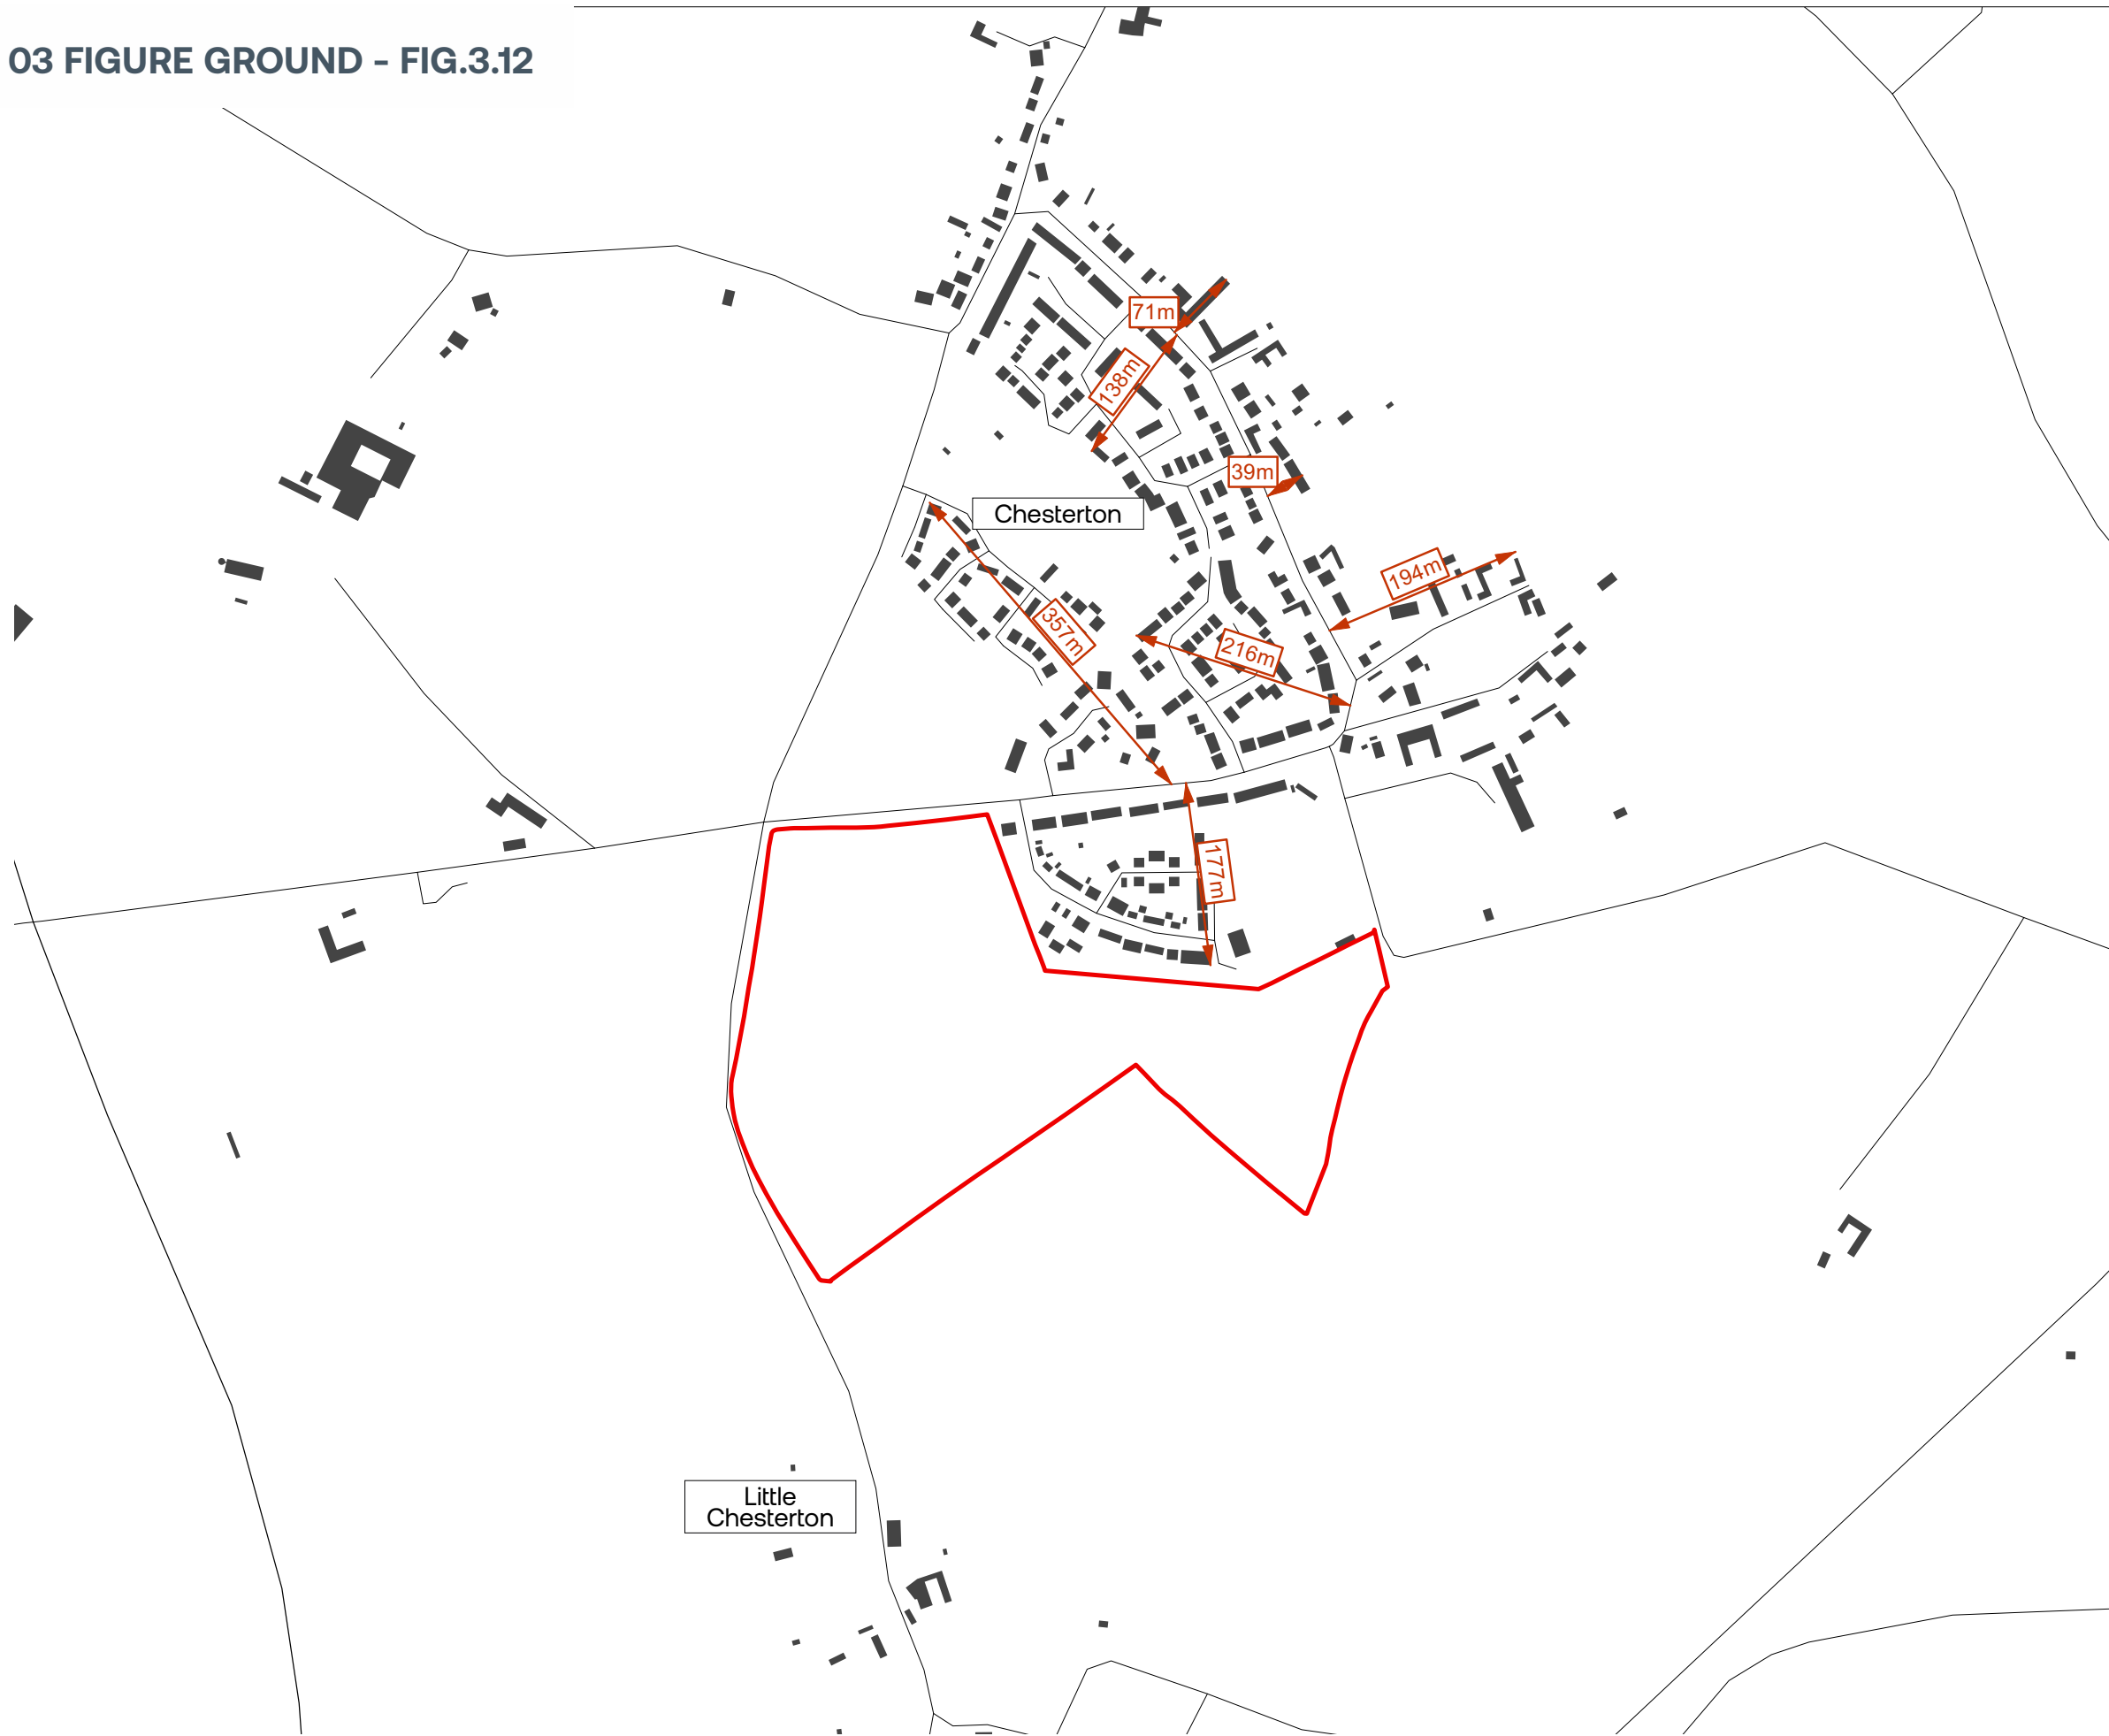 03 FIGURE GROUND - FIG.3.12
71m
138m
39m
Chesterton
194m
357m
216m
177m
Little
Chesterton